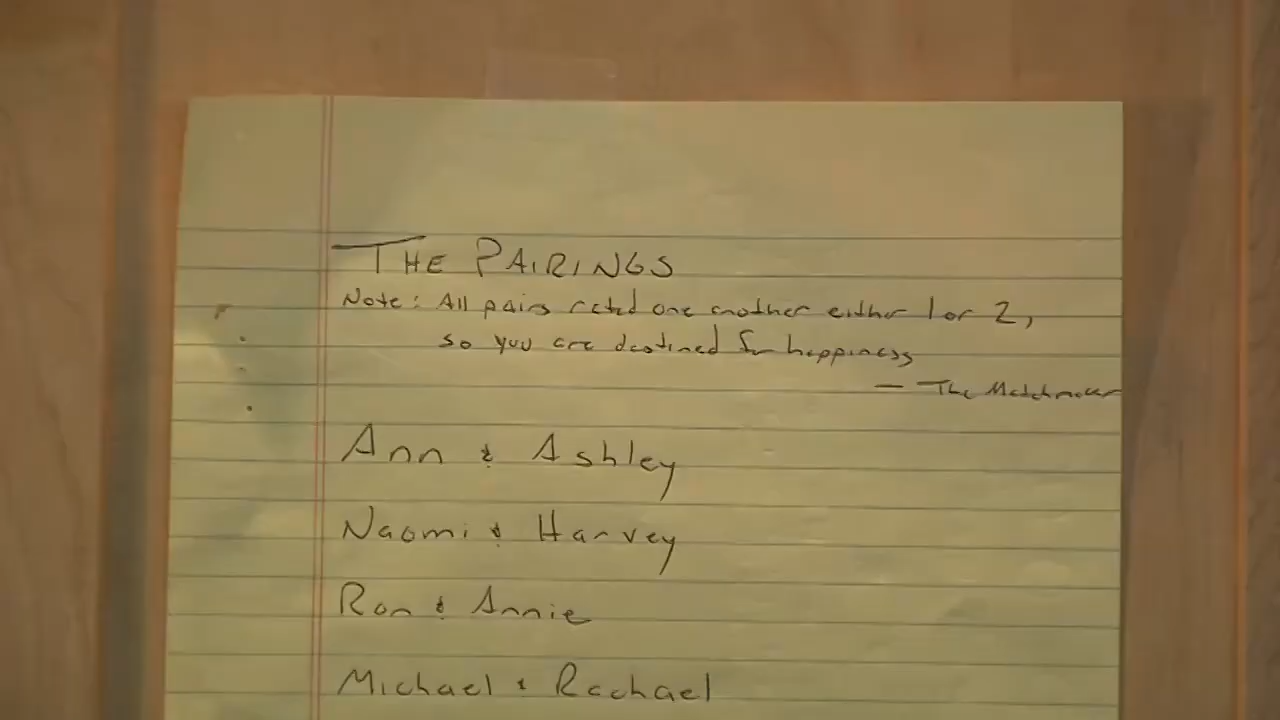 THE PAIRINGS
Note: All pairs rated one another either 1 or 2,
so you are destined for happiness
— The Matchmaker
Ann & Ashley
Naomi & Harvey
Ron & Annie
Michael & Rachael